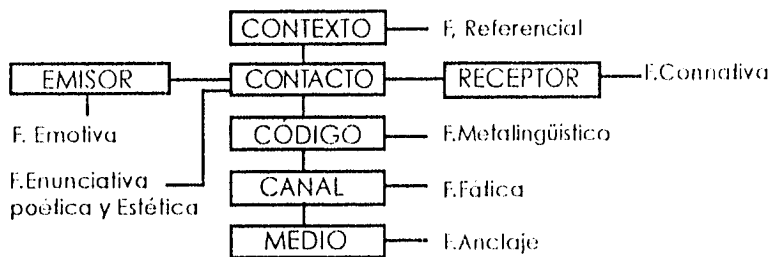 CONTEXTO
F, Referencial
EMISOR
CONTACTO
RECEPTOR
F.Connativa
F. Emotiva
CÓDIGO
F.Metalingüístico
F.Enunciativa
poética y Estética
CANAL
F.Fática
MEDIO
F.Anclaje